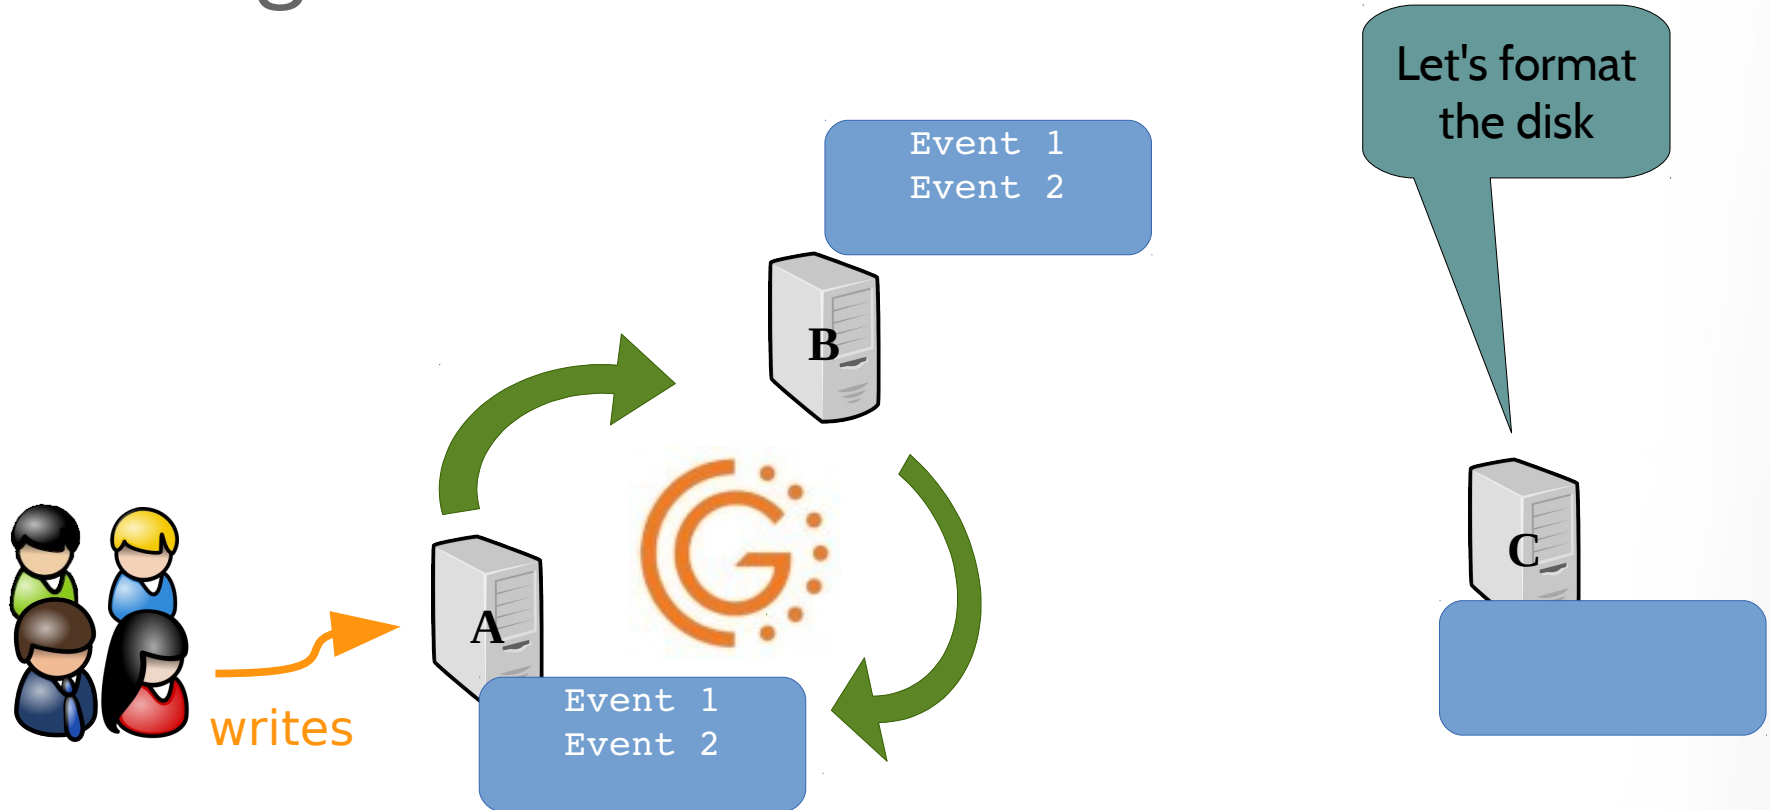 Let's format
the disk
Event 1
Event 2
B
C
A
writes
Event 1
Event 2